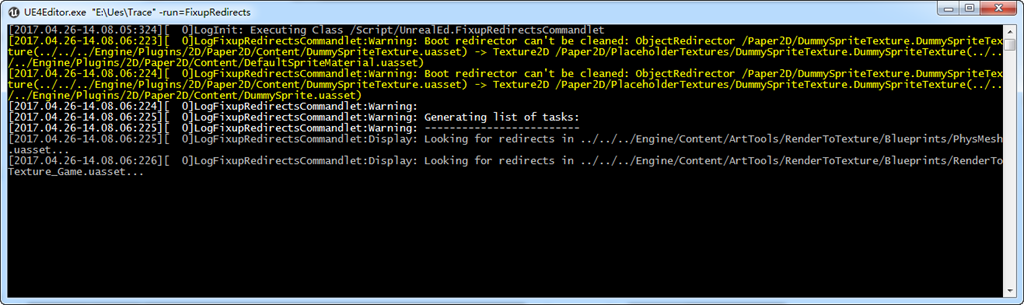 UE4Editor.exe "E:\Ues\Trace" -run=FixupRedirects
[2017.04.26-14.08.05:324][  0]LogInit: Executing Class /Script/UnrealEd.FixupRedirectsCommandlet
[2017.04.26-14.08.06:223][  0]LogFixupRedirectsCommandlet:Warning: Boot redirector can't be cleaned: ObjectRedirector /Paper2D/DummySpriteTexture.DummySpriteTex
ture(../../../Engine/Plugins/2D/Paper2D/Content/DummySpriteTexture.uasset) -> Texture2D /Paper2D/PlaceholderTextures/DummySpriteTexture.DummySpriteTexture(../..
/../Engine/Plugins/2D/Paper2D/Content/DefaultSpriteMaterial.uasset)
[2017.04.26-14.08.06:224][  0]LogFixupRedirectsCommandlet:Warning: Boot redirector can't be cleaned: ObjectRedirector /Paper2D/DummySpriteTexture.DummySpriteTex
ture(../../../Engine/Plugins/2D/Paper2D/Content/DummySpriteTexture.uasset) -> Texture2D /Paper2D/PlaceholderTextures/DummySpriteTexture.DummySpriteTexture(../..
/../Engine/Plugins/2D/Paper2D/Content/DummySprite.uasset)
[2017.04.26-14.08.06:224][  0]LogFixupRedirectsCommandlet:Warning:
[2017.04.26-14.08.06:225][  0]LogFixupRedirectsCommandlet:Warning: Generating list of tasks:
[2017.04.26-14.08.06:225][  0]LogFixupRedirectsCommandlet:Warning: -------------------------
[2017.04.26-14.08.06:225][  0]LogFixupRedirectsCommandlet:Display: Looking for redirects in ../../../Engine/Content/ArtTools/RenderToTexture/Blueprints/PhysMesh
.uasset...
[2017.04.26-14.08.06:226][  0]LogFixupRedirectsCommandlet:Display: Looking for redirects in ../../../Engine/Content/ArtTools/RenderToTexture/Blueprints/RenderTo
Texture_Game.uasset...